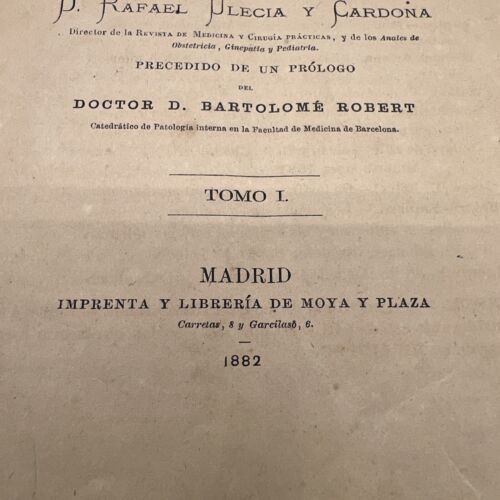 D. RAFAEL ULECIA Y CARDONA
Director de la REVISTA DE MEDICINA Y CIRUGÍA PRÁCTICAS, y de los Anales de
Obstetricia, Ginepatía y Pediatría.
PRECEDIDO DE UN PRÓLOGO
DEL
DOCTOR D. BARTOLOMÉ ROBERT
Catedrático de Patología interna en la Facultad de Medicina de Barcelona.
TOMO I.
MADRID
IMPRENTA Y LIBRERÍA DE MOYA Y PLAZA
Carretas, 8 y Garcilaso, 6.
1882